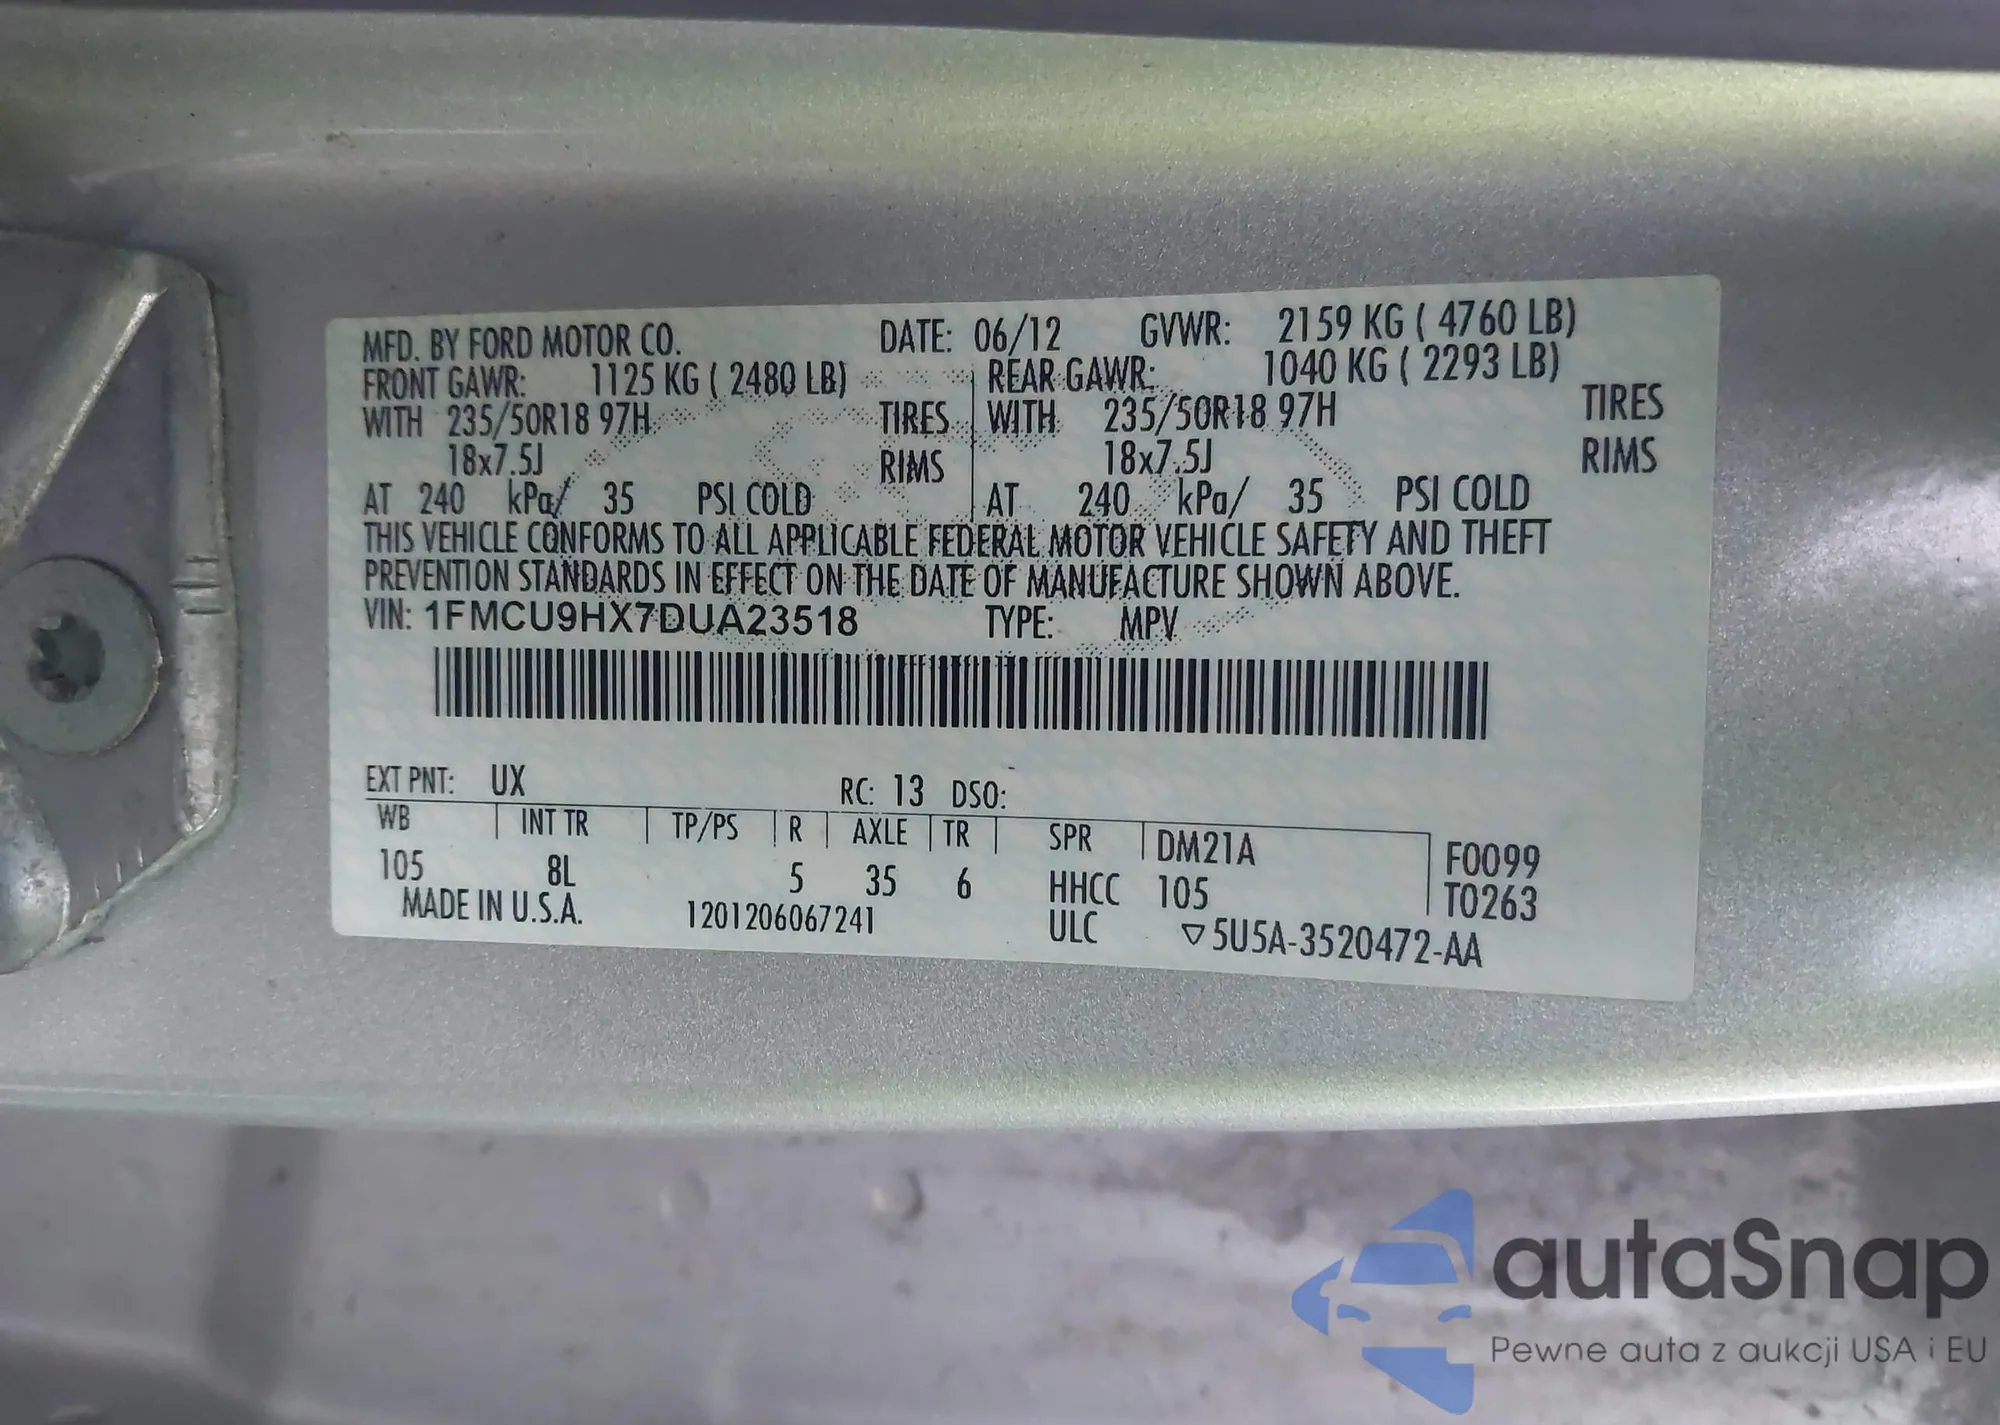 MFD. BY FORD MOTOR CO. DATE: 06/12 GVWR: 2159 KG ( 4760 LB)
FRONT GAWR: 1125 KG ( 2480 LB) REAR GAWR: 1040 KG ( 2293 LB)
WITH 235/50R18 97H TIRES WITH 235/50R18 97H TIRES
18x7.5J RIMS 18x7.5J RIMS
AT 240 kPa/ 35 PSI COLD AT 240 kPa/ 35 PSI COLD
THIS VEHICLE CONFORMS TO ALL APPLICABLE FEDERAL MOTOR VEHICLE SAFETY AND THEFT
PREVENTION STANDARDS IN EFFECT ON THE DATE OF MANUFACTURE SHOWN ABOVE.
VIN: 1FMCU9HX7DUA23518 TYPE: MPV
EXT PNT: UX RC: 13 DSO:
WB INT TR TP/PS R AXLE TR SPR DM21A F0099
105 8L 5 35 6 HHCC 105 T0263
MADE IN U.S.A. 1201206067241 ULC ▽5U5A-3520472-AA
autaSnap
Pewne auta z aukcji USA i EU